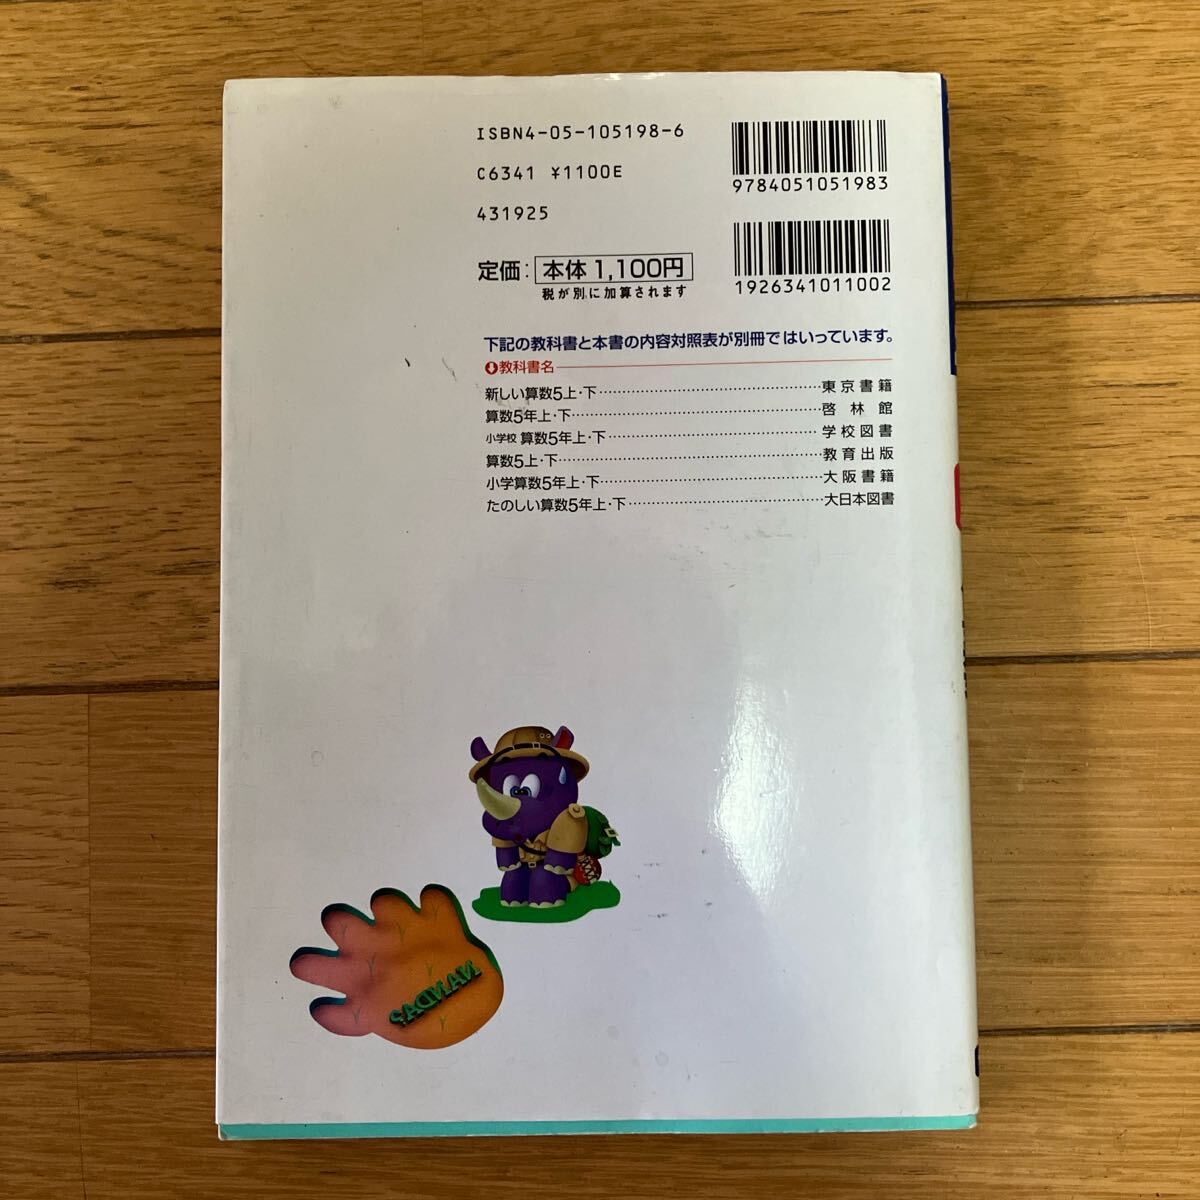 ISBN4-05-105198-6
C6341 ¥1100E
431925
9784051051983
1926341011002
定価: 本体1,100円
税が別に加算されます
下記の教科書と本書の内容対照表が別冊ではいっています。
教科書名
新しい算数5上・下 東京書籍
算数5年上・下 啓林館
小学校 算数5年上・下 学校図書
算数5上・下 教育出版
小学算数5年上・下 大阪書籍
たのしい算数5年上・下 大日本図書
NANDA?